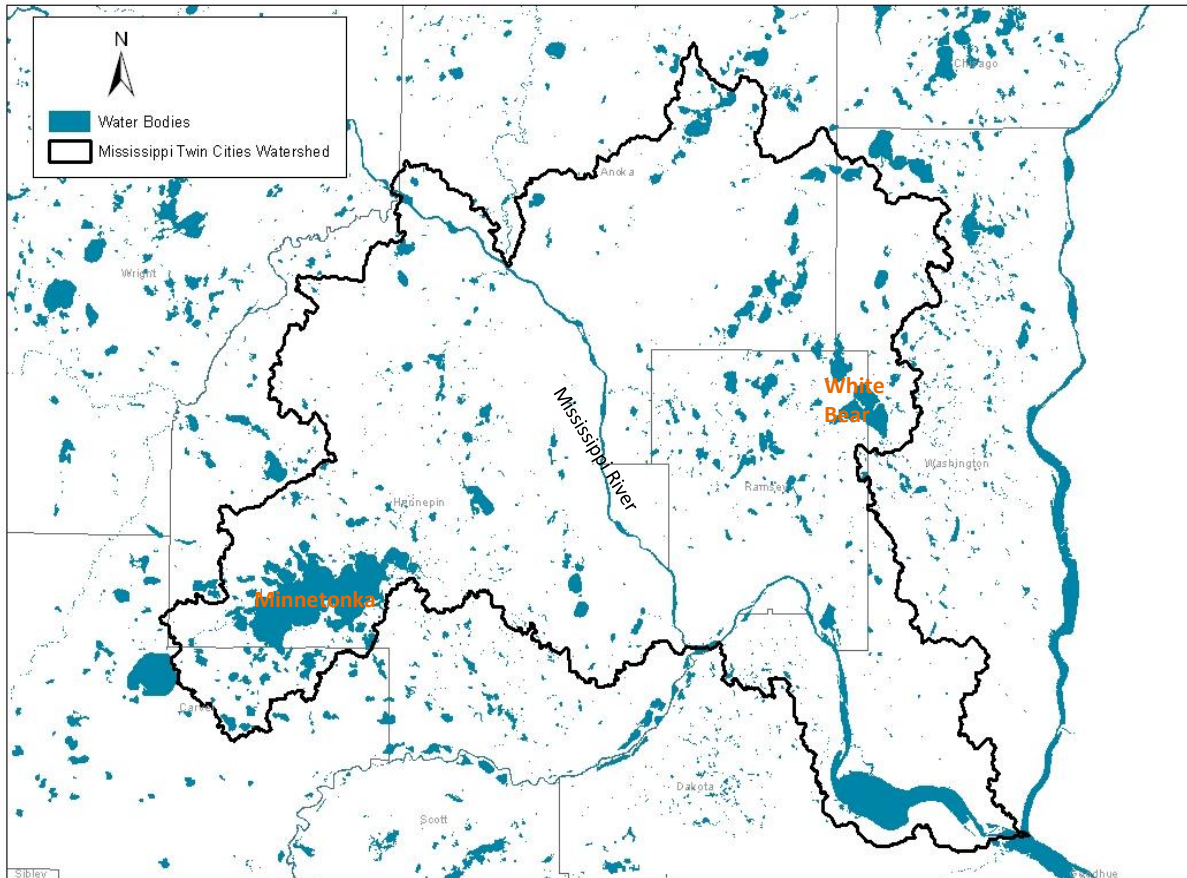 N
Water Bodies
Mississippi Twin Cities Watershed
Chisago
Anoka
Wright
White
Bear
Mississippi River
Washington
Ramsey
Hennepin
Minnetonka
Carver
Dakota
Scott
Sibley
Goodhue